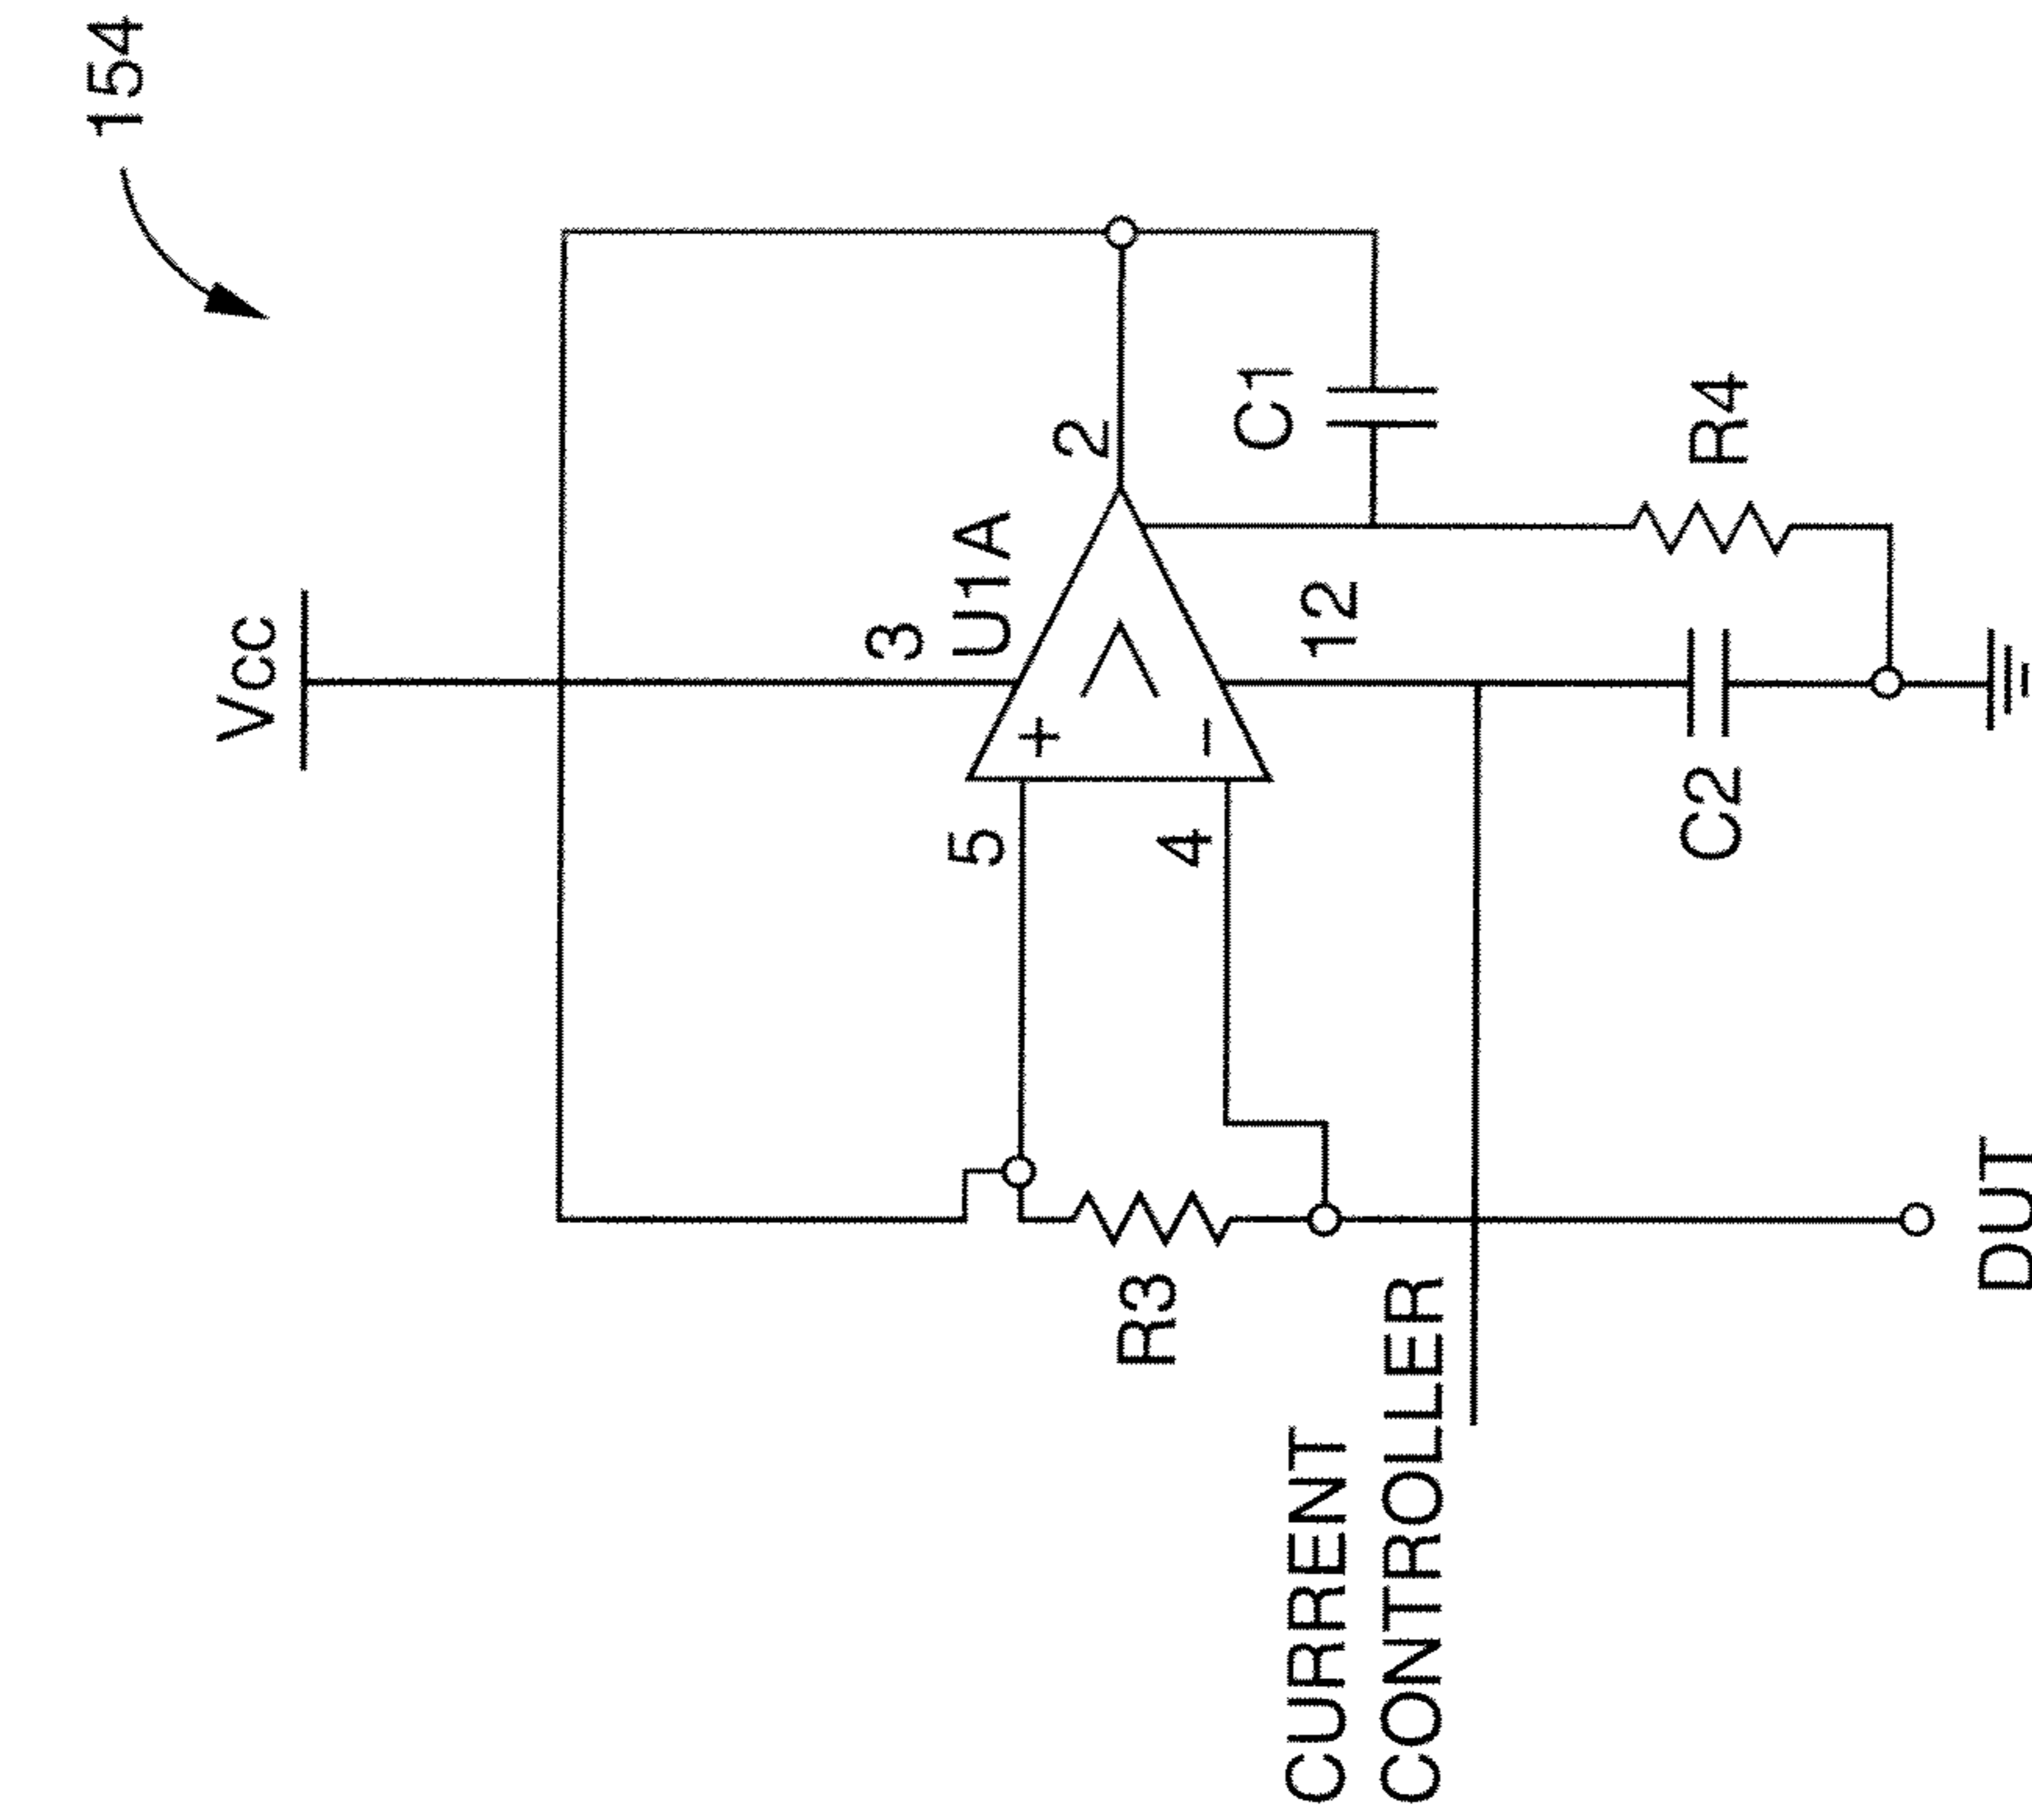 154
Vcc
3
U1A
2
+
-
5
4
12
C1
R4
C2
R3
CURRENT
CONTROLLER
DUT